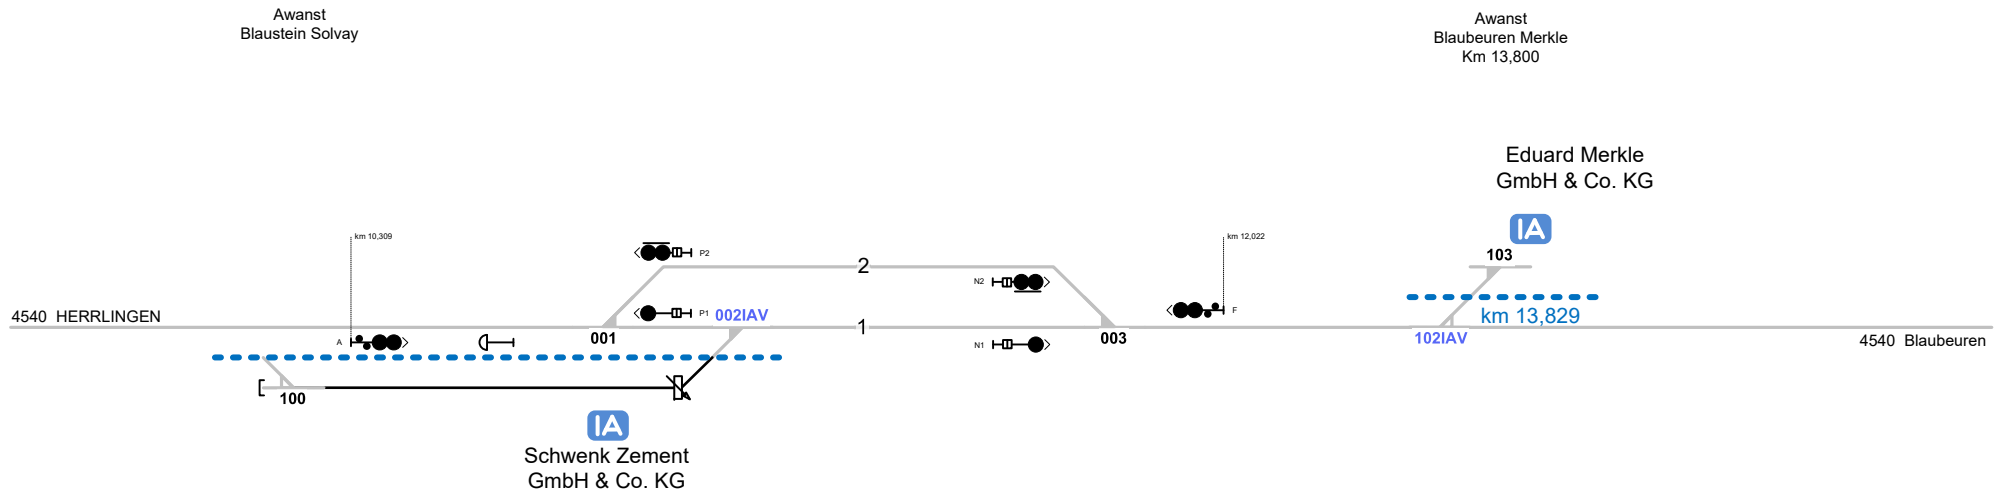 Awanst
Blaustein Solvay
Awanst
Blaubeuren Merkle
Km 13,800
Eduard Merkle
GmbH & Co. KG
IA
km 10,309
km 12,022
P2
103
2
N2
4540 HERRLINGEN
P1
002IAV
F
km 13,829
1
A
001
N1
003
102IAV
4540 Blaubeuren
100
IA
Schwenk Zement
GmbH & Co. KG